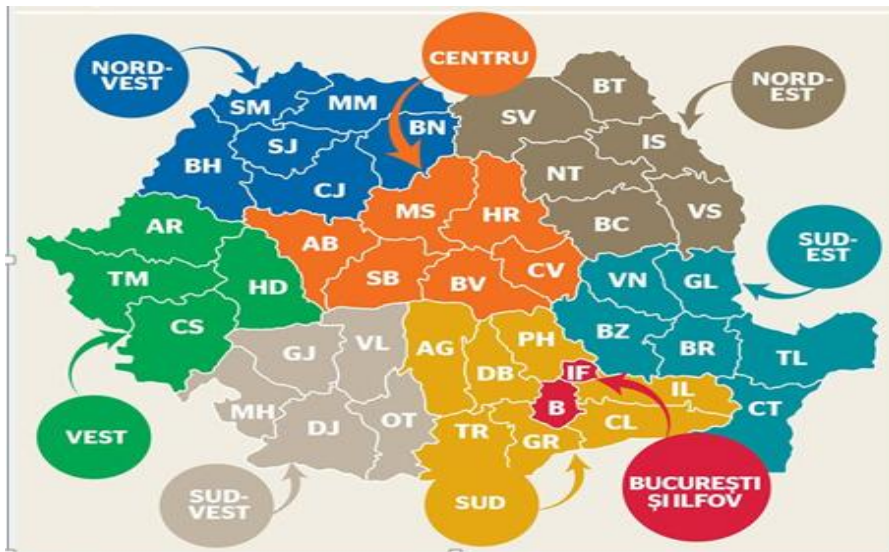 CENTRU
NORD-
VEST
NORD-
EST
BT
SM
MM
SV
BN
IS
SJ
BH
NT
CJ
MS
HR
VS
BC
AR
AB
SUD-
EST
TM
HD
SB
BV
CV
VN
GL
CS
BZ
BR
TL
GJ
VL
AG
PH
DB
IF
IL
MH
DJ
OT
B
CT
TR
GR
CL
VEST
SUD-
VEST
SUD
BUCUREȘTI
ȘI ILFOV